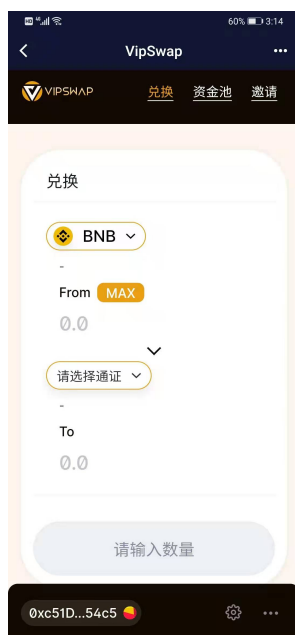 60% 3:14
VipSwap
VIPSWAP 兑换 资金池 邀请
兑换
BNB
-
From MAX
0.0
请选择通证
-
To
0.0
请输入数量
0xc51D...54c5